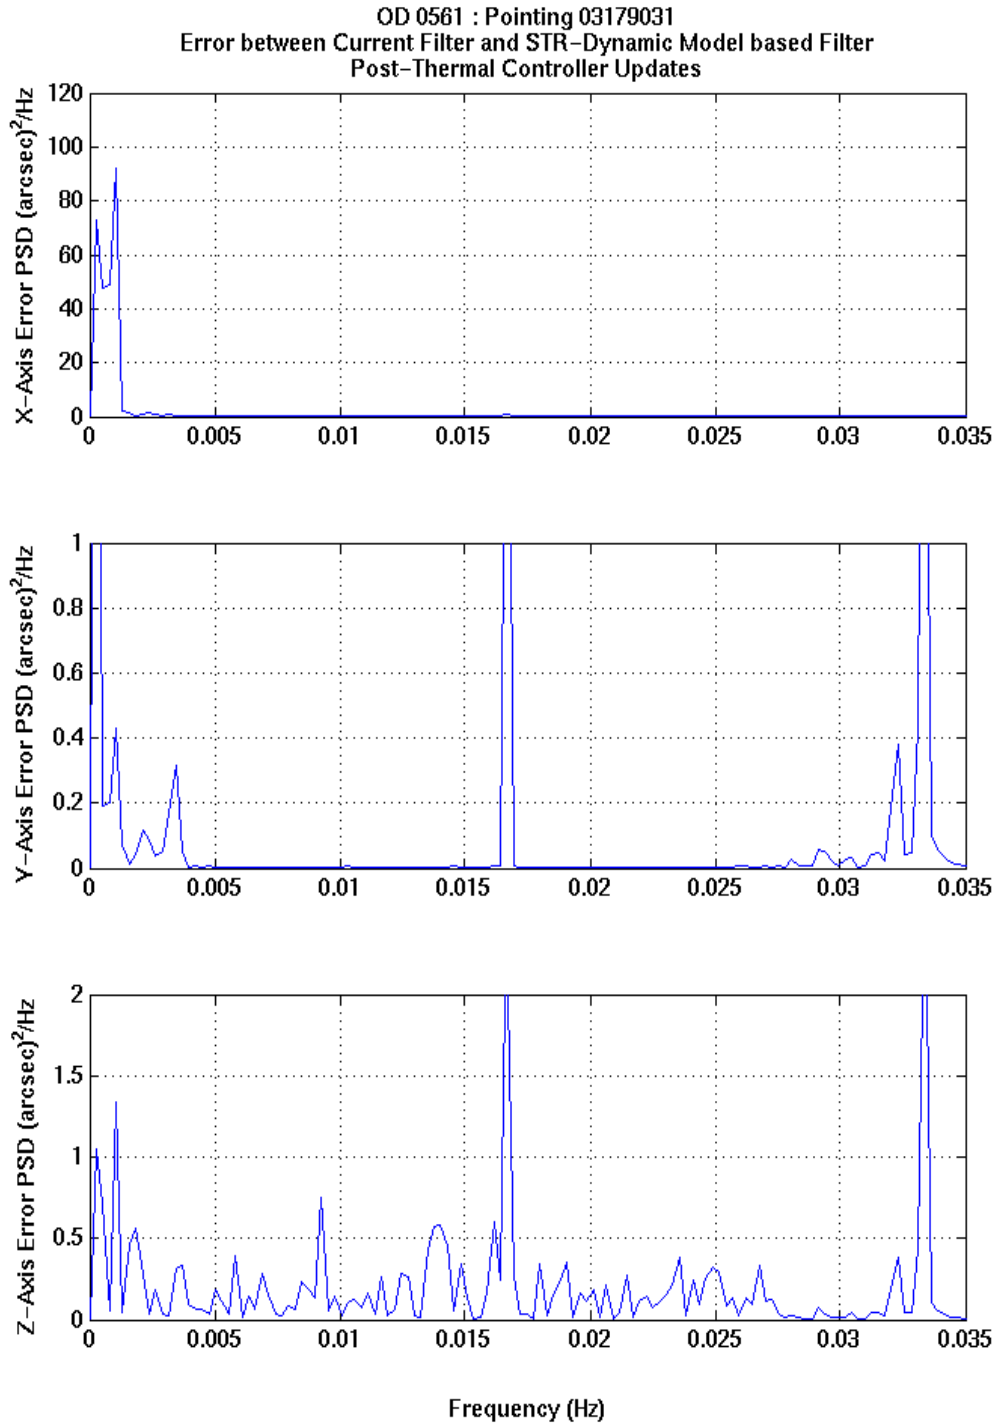 OD 0561 : Pointing 03179031
Error between Current Filter and STR-Dynamic Model based Filter
Post-Thermal Controller Updates
X-Axis Error PSD (arcsec)²/Hz
120
100
80
60
40
20
0
0 0.005 0.01 0.015 0.02 0.025 0.03 0.035
Y-Axis Error PSD (arcsec)²/Hz
1
0.8
0.6
0.4
0.2
0
0 0.005 0.01 0.015 0.02 0.025 0.03 0.035
Z-Axis Error PSD (arcsec)²/Hz
2
1.5
1
0.5
0
0 0.005 0.01 0.015 0.02 0.025 0.03 0.035
Frequency (Hz)